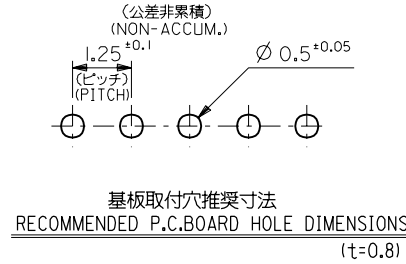 (公差非累積)
(NON-ACCUM.)
1.25 ±0.1
Ø 0.5 ±0.05
(ピッチ)
(PITCH)
基板取付穴推奨寸法
RECOMMENDED P.C.BOARD HOLE DIMENSIONS
(t=0.8)